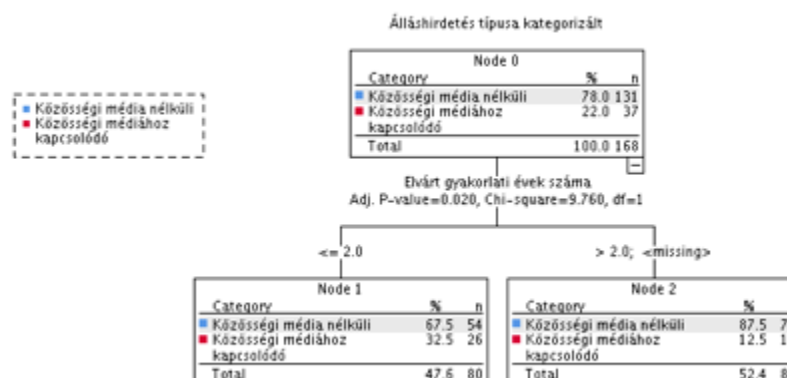 Álláshirdetés típusa kategorizált
Node 0
Category % n
Közösségi média nélküli 78.0 131
Közösségi médiához 22.0 37
kapcsolódó
Total 100.0 168
Közösségi média nélküli
Közösségi médiához
kapcsolódó
Elvárt gyakorlati évek száma
Adj. P-value=0.020, Chi-square=9.760, df=1
<= 2.0
> 2.0; <missing>
Node 1
Category % n
Közösségi média nélküli 67.5 54
Közösségi médiához 32.5 26
kapcsolódó
Total 47.6 80
Node 2
Category %
Közösségi média nélküli 87.5 7
Közösségi médiához 12.5 1
kapcsolódó
Total 52.4 8